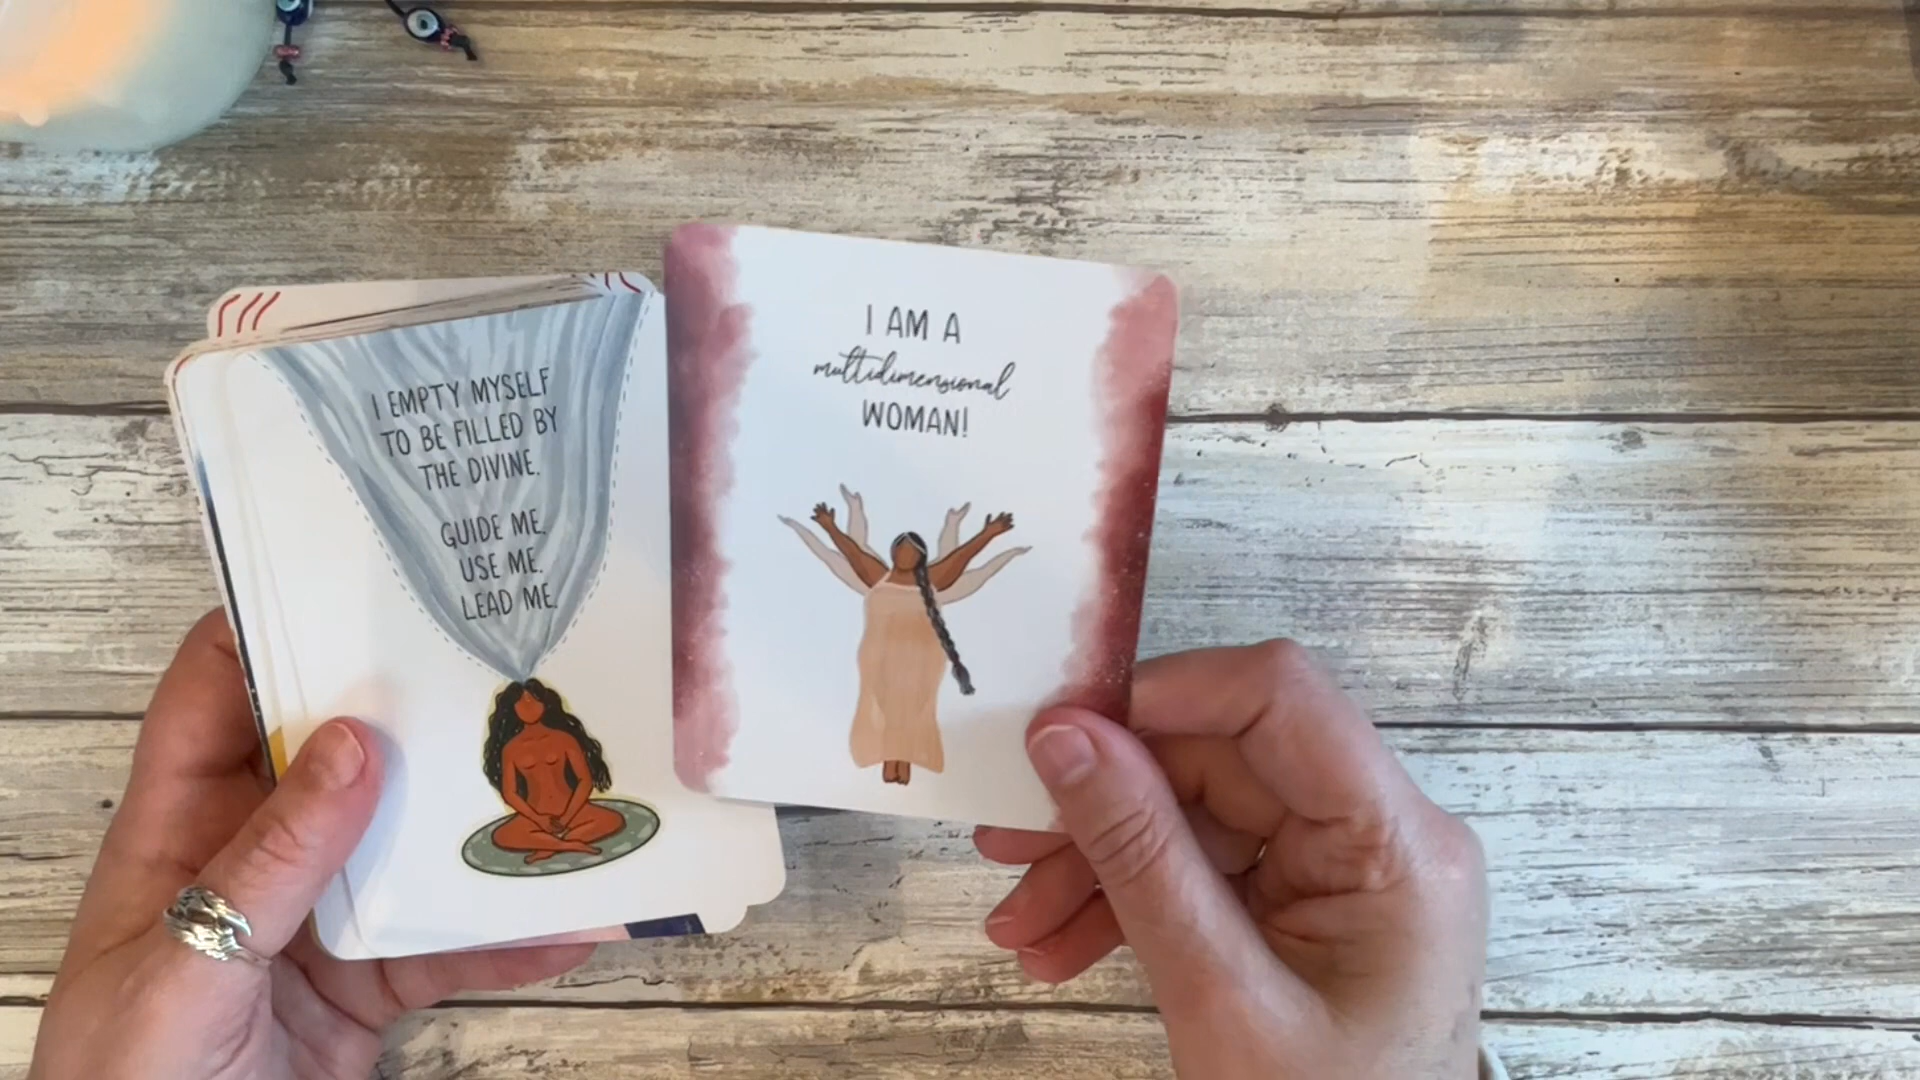 I EMPTY MYSELF
TO BE FILLED BY
THE DIVINE.
GUIDE ME.
USE ME.
LEAD ME.
I AM A
multidimensional
WOMAN!